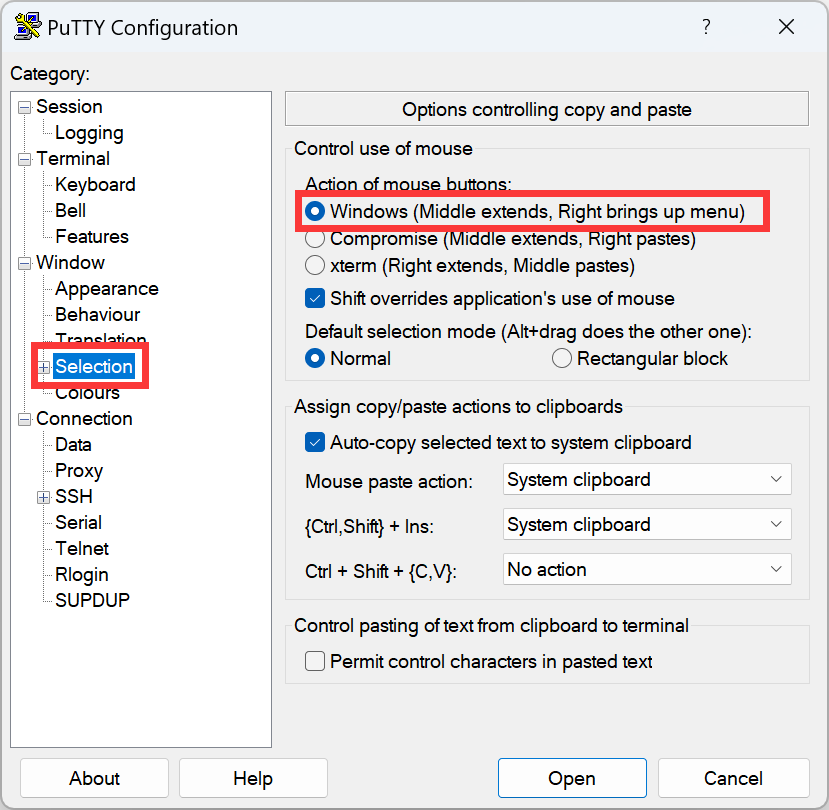 PuTTY Configuration
?
Category:
Session
Logging
Terminal
Keyboard
Bell
Features
Window
Appearance
Behaviour
Translation
Selection
Colours
Connection
Data
Proxy
SSH
Serial
Telnet
Rlogin
SUPDUP
Options controlling copy and paste
Control use of mouse
Action of mouse buttons:
Windows (Middle extends, Right brings up menu)
Compromise (Middle extends, Right pastes)
xterm (Right extends, Middle pastes)
Shift overrides application's use of mouse
Default selection mode (Alt+drag does the other one):
Normal Rectangular block
Assign copy/paste actions to clipboards
Auto-copy selected text to system clipboard
Mouse paste action: System clipboard
{Ctrl,Shift} + Ins: System clipboard
Ctrl + Shift + {C,V}: No action
Control pasting of text from clipboard to terminal
Permit control characters in pasted text
About Help Open Cancel